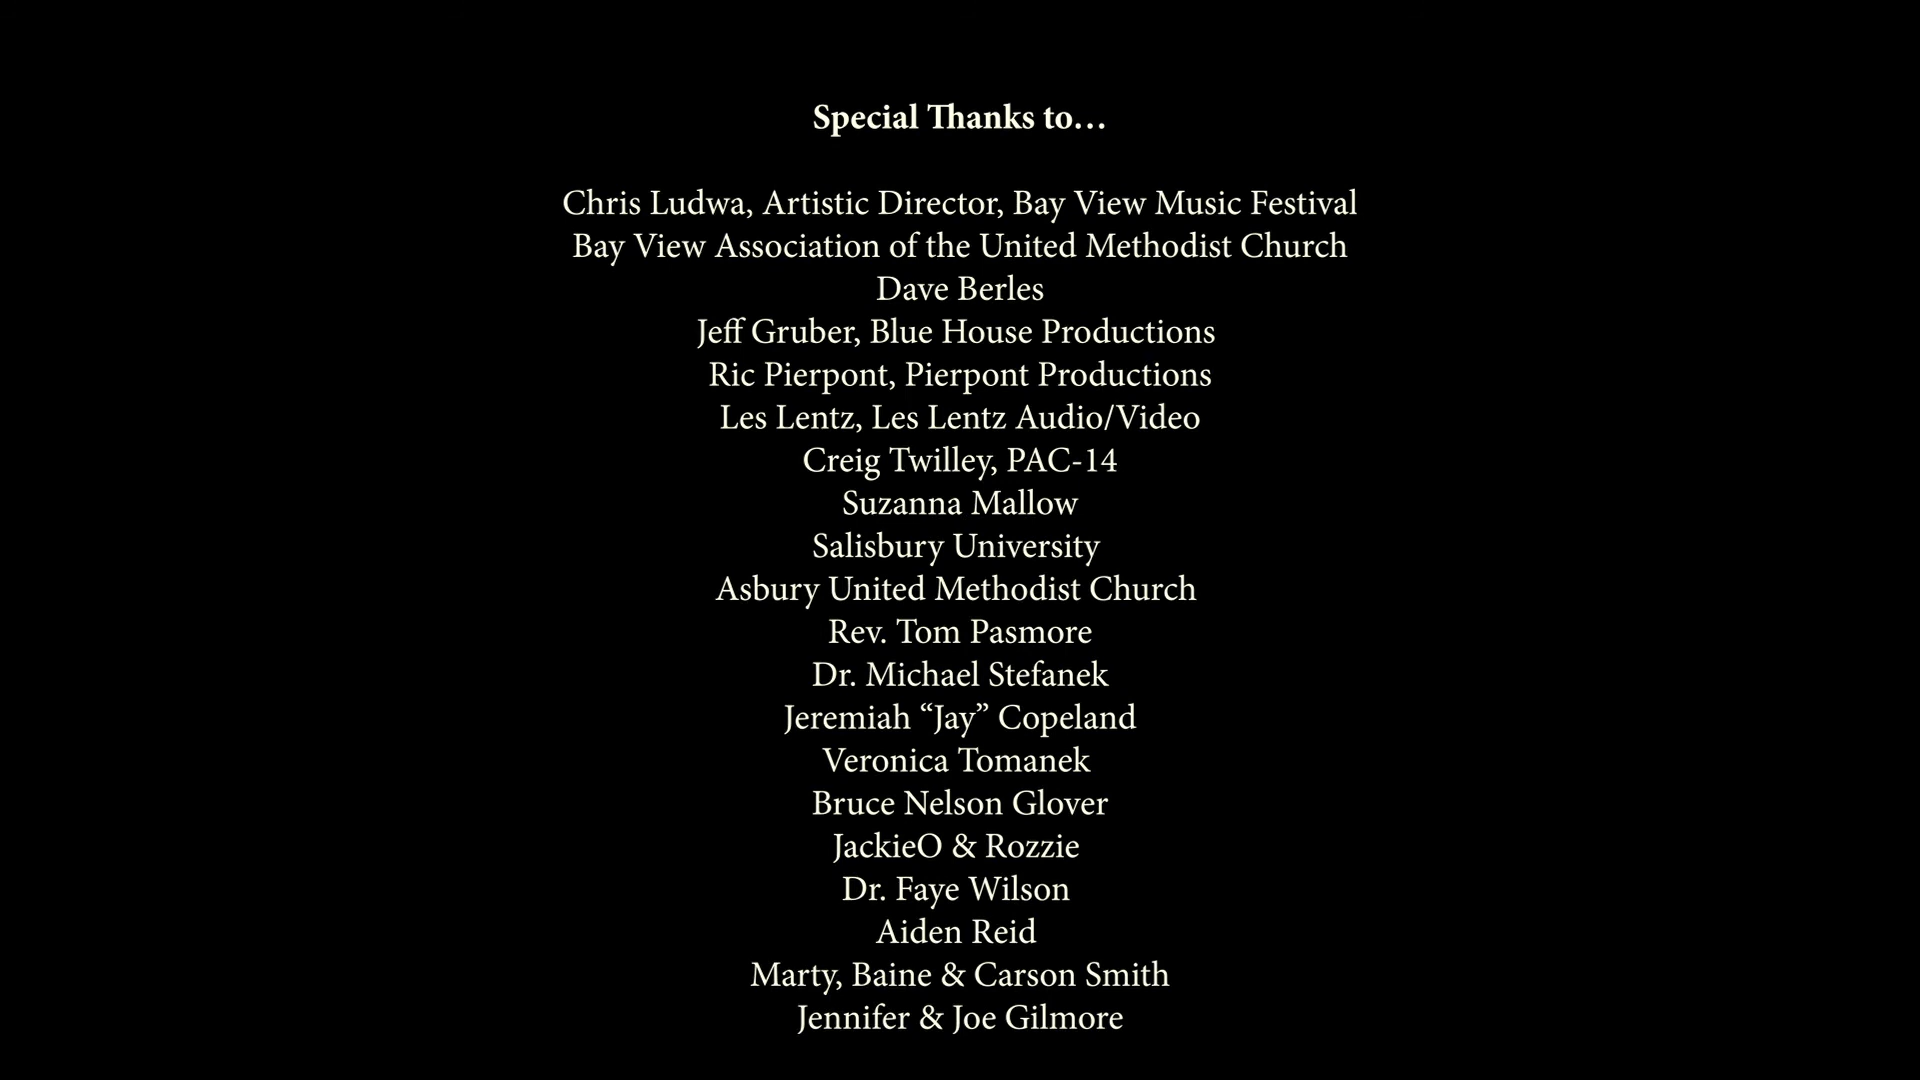 Special Thanks to…
Chris Ludwa, Artistic Director, Bay View Music Festival
Bay View Association of the United Methodist Church
Dave Berles
Jeff Gruber, Blue House Productions
Ric Pierpont, Pierpont Productions
Les Lentz, Les Lentz Audio/Video
Creig Twilley, PAC-14
Suzanna Mallow
Salisbury University
Asbury United Methodist Church
Rev. Tom Pasmore
Dr. Michael Stefanek
Jeremiah “Jay” Copeland
Veronica Tomanek
Bruce Nelson Glover
JackieO & Rozzie
Dr. Faye Wilson
Aiden Reid
Marty, Baine & Carson Smith
Jennifer & Joe Gilmore